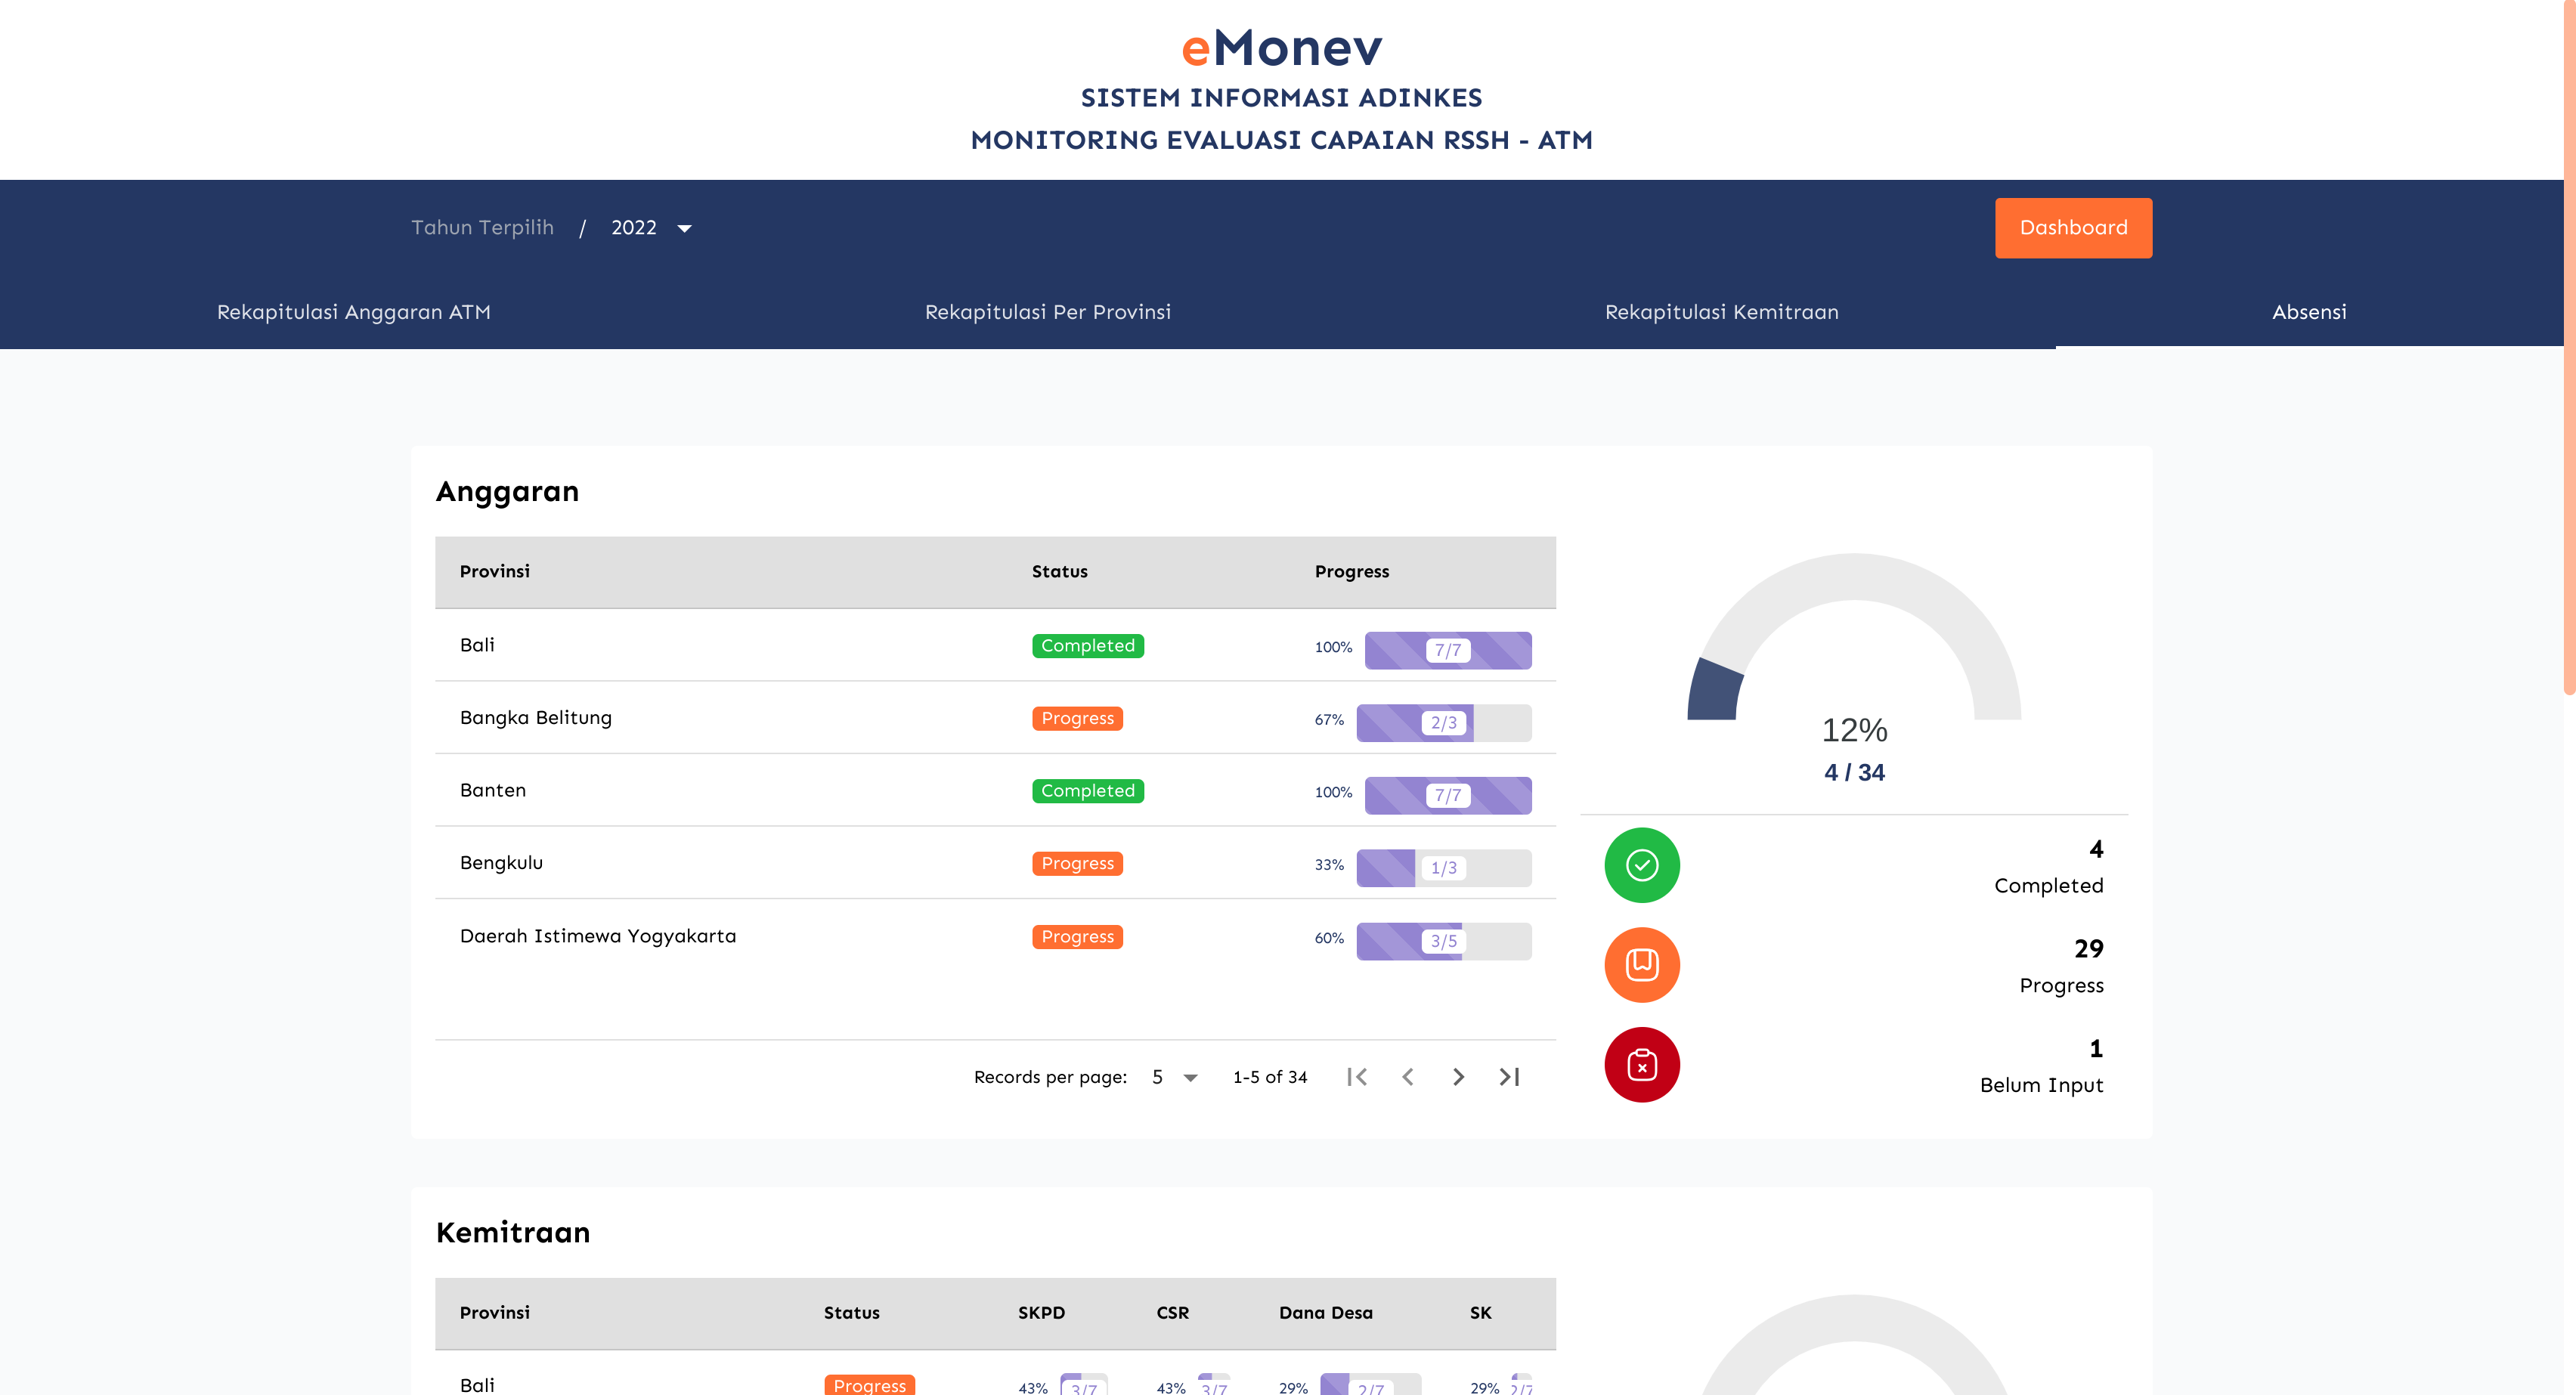 eMonev
SISTEM INFORMASI ADINKES
MONITORING EVALUASI CAPAIAN RSSH - ATM
Tahun Terpilih / 2022
Dashboard
Rekapitulasi Anggaran ATM
Rekapitulasi Per Provinsi
Rekapitulasi Kemitraan
Absensi
Anggaran
Provinsi Status Progress
Bali Completed 100% 7/7
Bangka Belitung Progress 67% 2/3
Banten Completed 100% 7/7
Bengkulu Progress 33% 1/3
Daerah Istimewa Yogyakarta Progress 60% 3/5
Records per page: 5 1-5 of 34
12%
4 / 34
4
Completed
29
Progress
1
Belum Input
Kemitraan
Provinsi Status SKPD CSR Dana Desa SK
Bali Progress 43% 3/7 43% 3/7 29% 2/7 29% 2/7